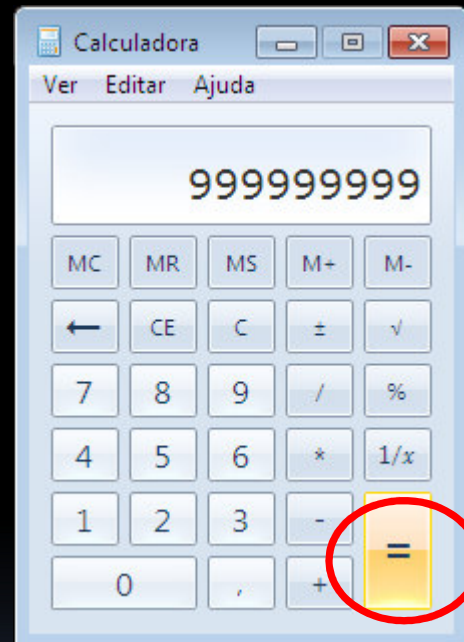 Calculadora
Ver Editar Ajuda
999999999
MC MR MS M+ M-
← CE C ± √
7 8 9 / %
4 5 6 * 1/x
1 2 3 - =
0 , +